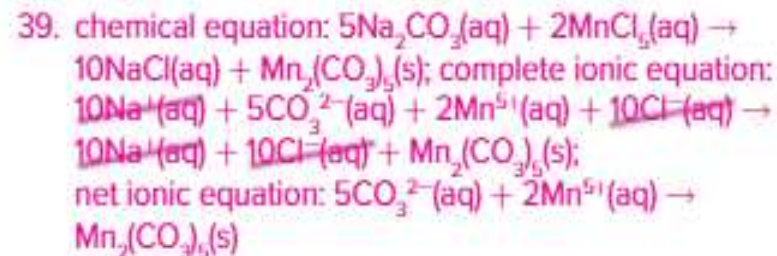 39. chemical equation: 5Na₂CO₃(aq) + 2MnCl₅(aq) →
10NaCl(aq) + Mn₂(CO₃)₅(s); complete ionic equation:
10Na⁺(aq) + 5CO₃²⁻(aq) + 2Mn⁵⁺(aq) + 10Cl⁻(aq) →
10Na⁺(aq) + 10Cl⁻(aq) + Mn₂(CO₃)₅(s);
net ionic equation: 5CO₃²⁻(aq) + 2Mn⁵⁺(aq) →
Mn₂(CO₃)₅(s)